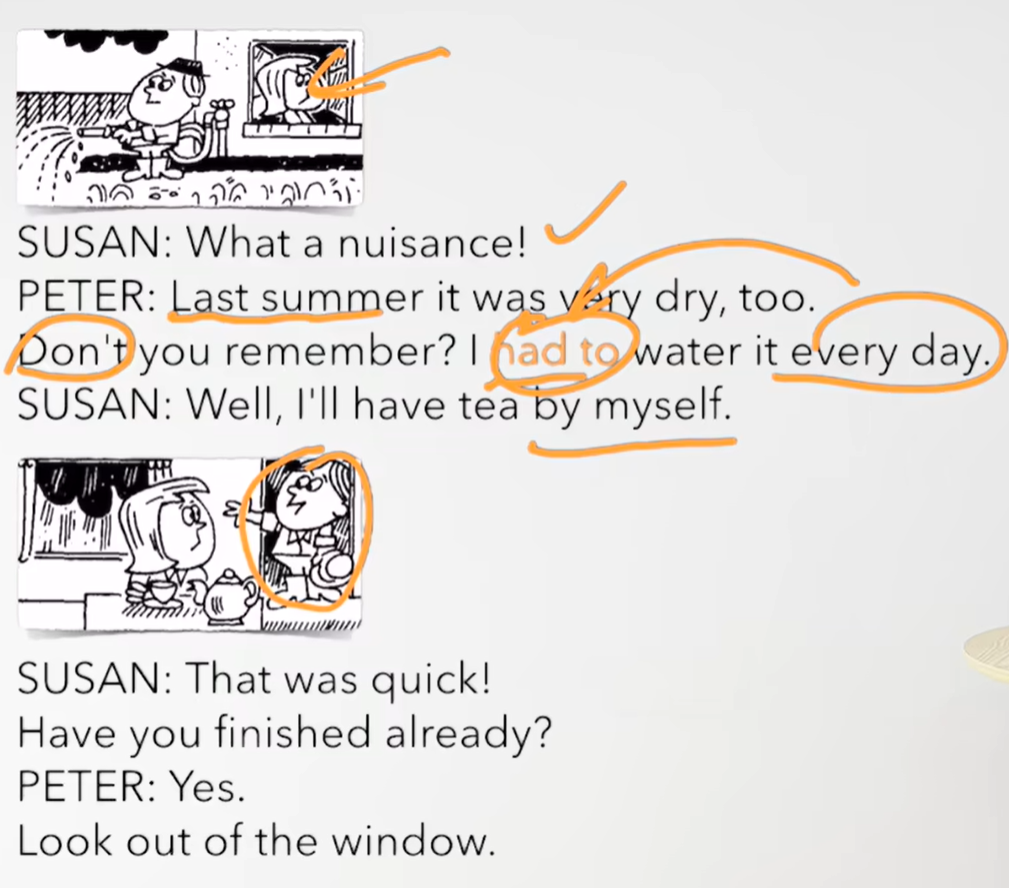 SUSAN: What a nuisance!
PETER: Last summer it was very dry, too.
Don't you remember? I had to water it every day.
SUSAN: Well, I'll have tea by myself.
SUSAN: That was quick!
Have you finished already?
PETER: Yes.
Look out of the window.